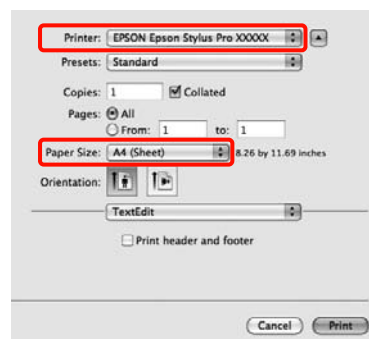 Printer: EPSON Epson Stylus Pro XXXXX
Presets: Standard
Copies: 1 Collated
Pages: All
From: 1 to: 1
Paper Size: A4 (Sheet) 8.26 by 11.69 inches
Orientation:
TextEdit
Print header and footer
Cancel Print